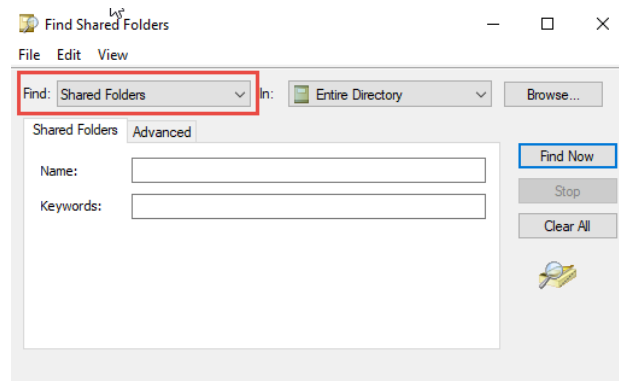 Find Shared Folders
File Edit View
Find: Shared Folders In: Entire Directory Browse...
Shared Folders Advanced
Find Now
Name:
Stop
Keywords:
Clear All